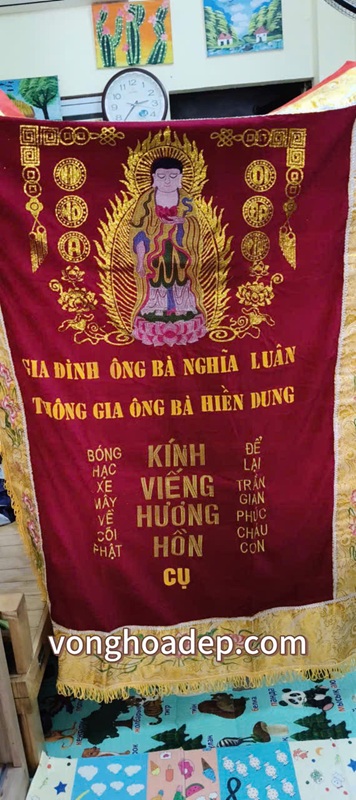 GIA ĐÌNH ÔNG BÀ NGHĨA LUÂN
THÔNG GIA ÔNG BÀ HIỀN DUNG
BÓNG
HẠC
XE
MÂY
VỀ
CÕI
PHẬT
KÍNH
VIẾNG
HƯƠNG
HỒN
CỤ
ĐỂ
LẠI
TRẦN
GIAN
PHÚC
CHÁU
CON
vonghoadep.com